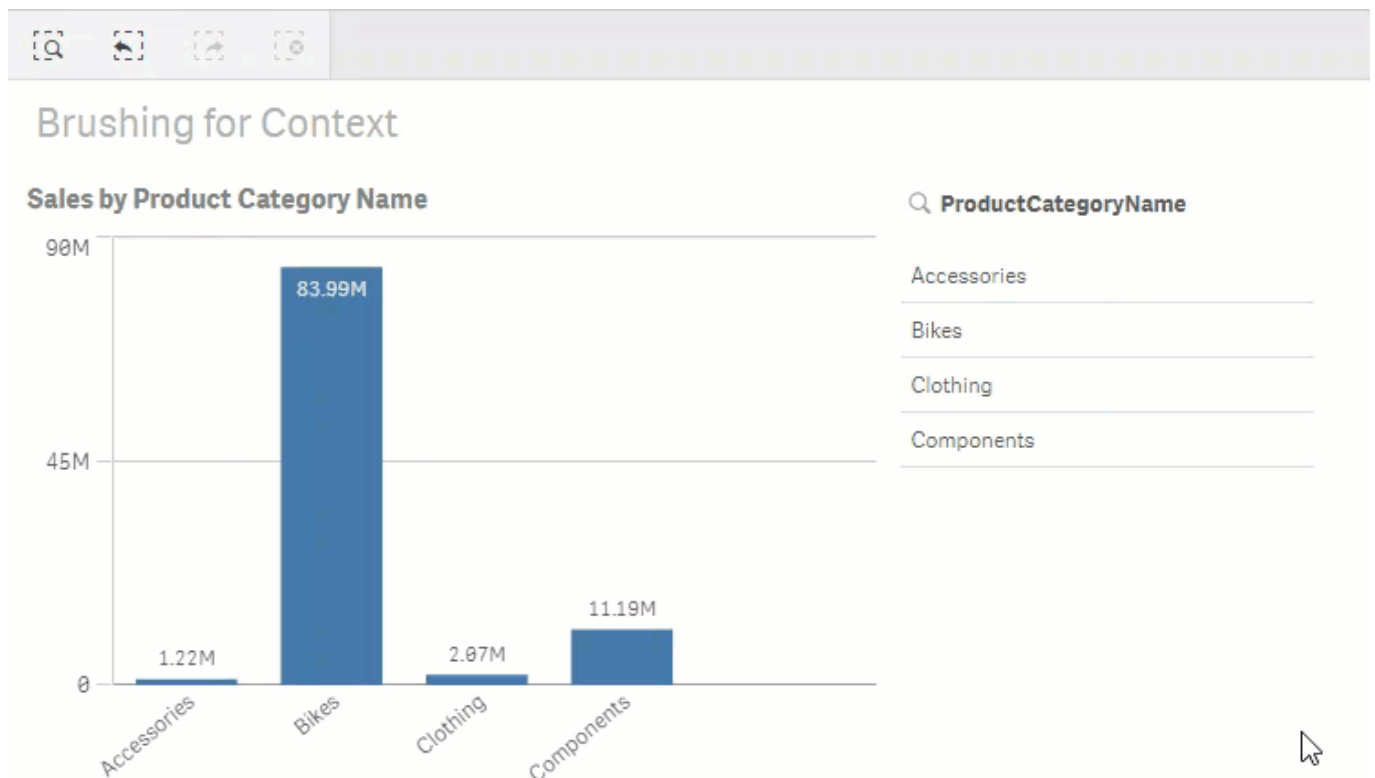 Brushing for Context
Sales by Product Category Name
90M
83.99M
45M
11.19M
1.22M
2.07M
0
Accessories
Bikes
Clothing
Components
ProductCategoryName
Accessories
Bikes
Clothing
Components